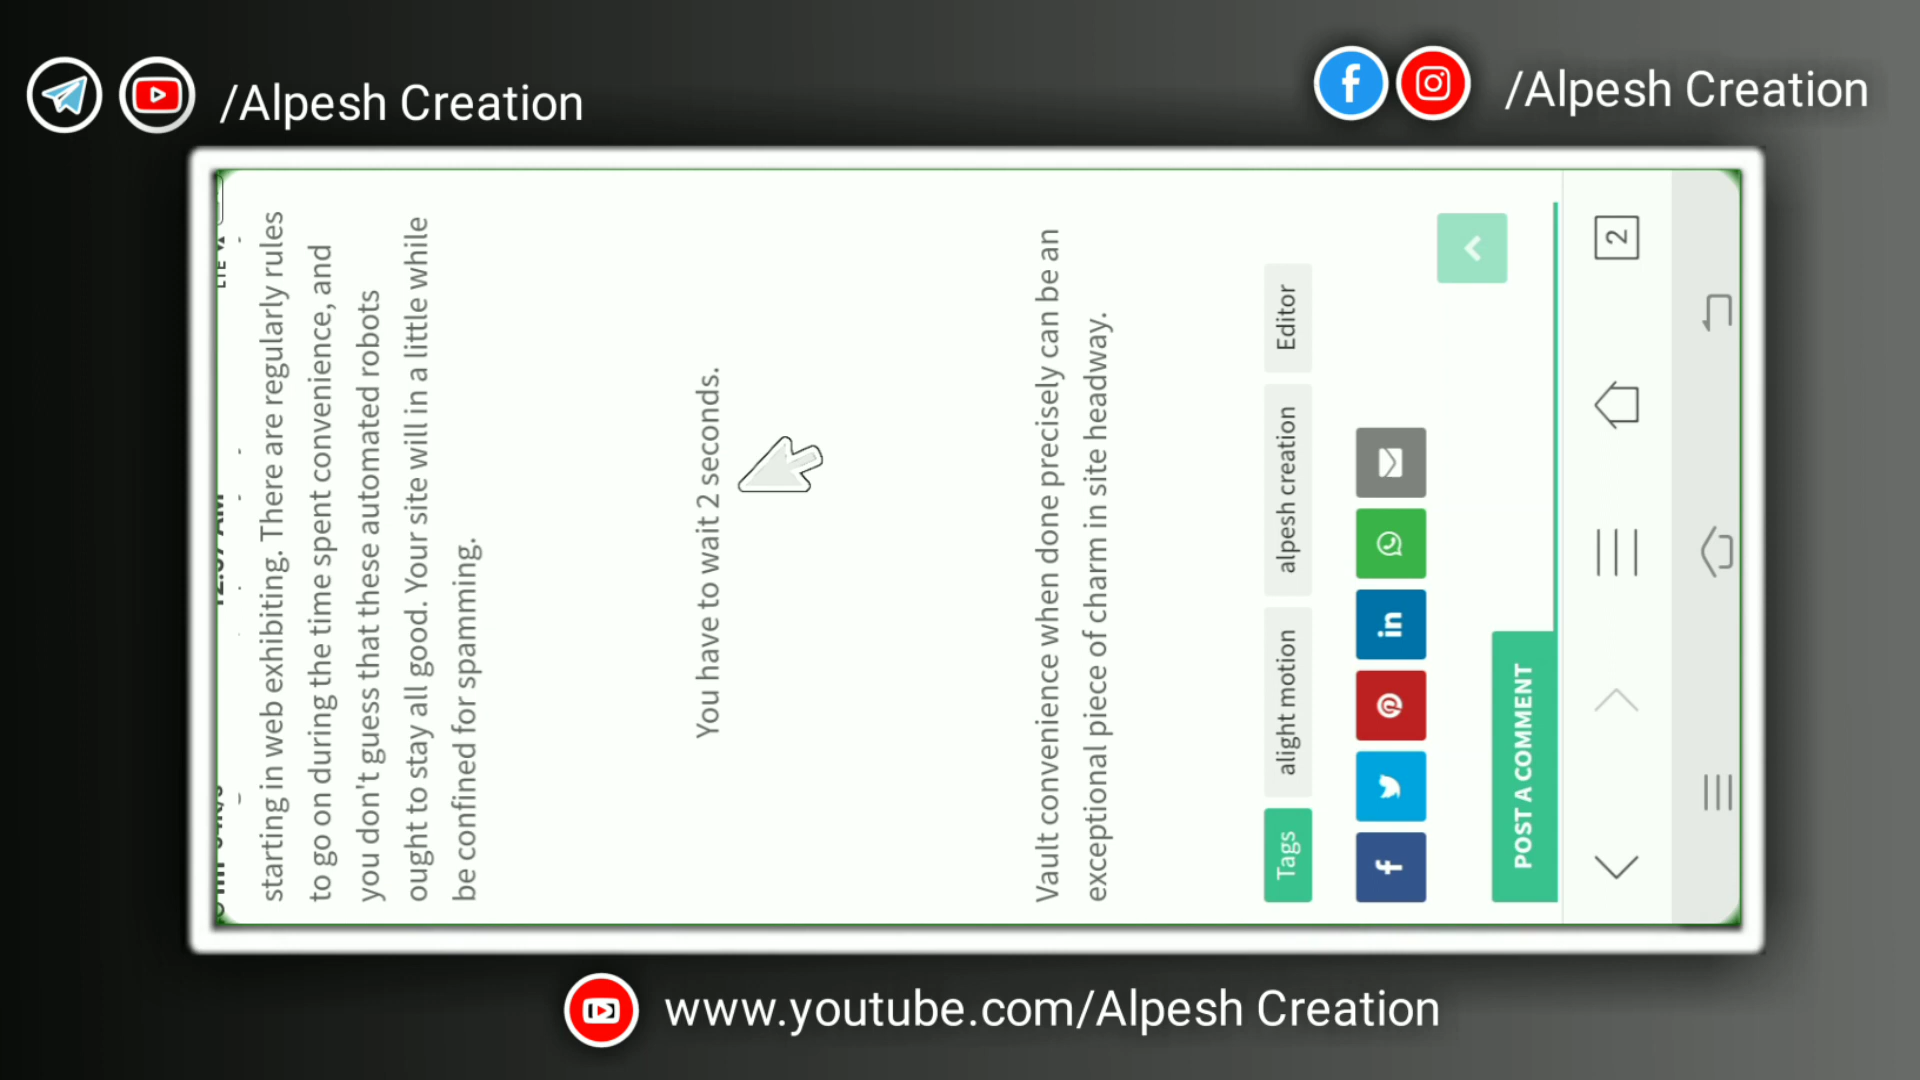 /Alpesh Creation
/Alpesh Creation
starting in web exhibiting. There are regularly rules
to go on during the time spent convenience, and
you don't guess that these automated robots
ought to stay all good. Your site will in a little while
be confined for spamming.
You have to wait 2 seconds.
Vault convenience when done precisely can be an
exceptional piece of charm in site headway.
Tags alight motion alpesh creation Editor
POST A COMMENT
2
www.youtube.com/Alpesh Creation